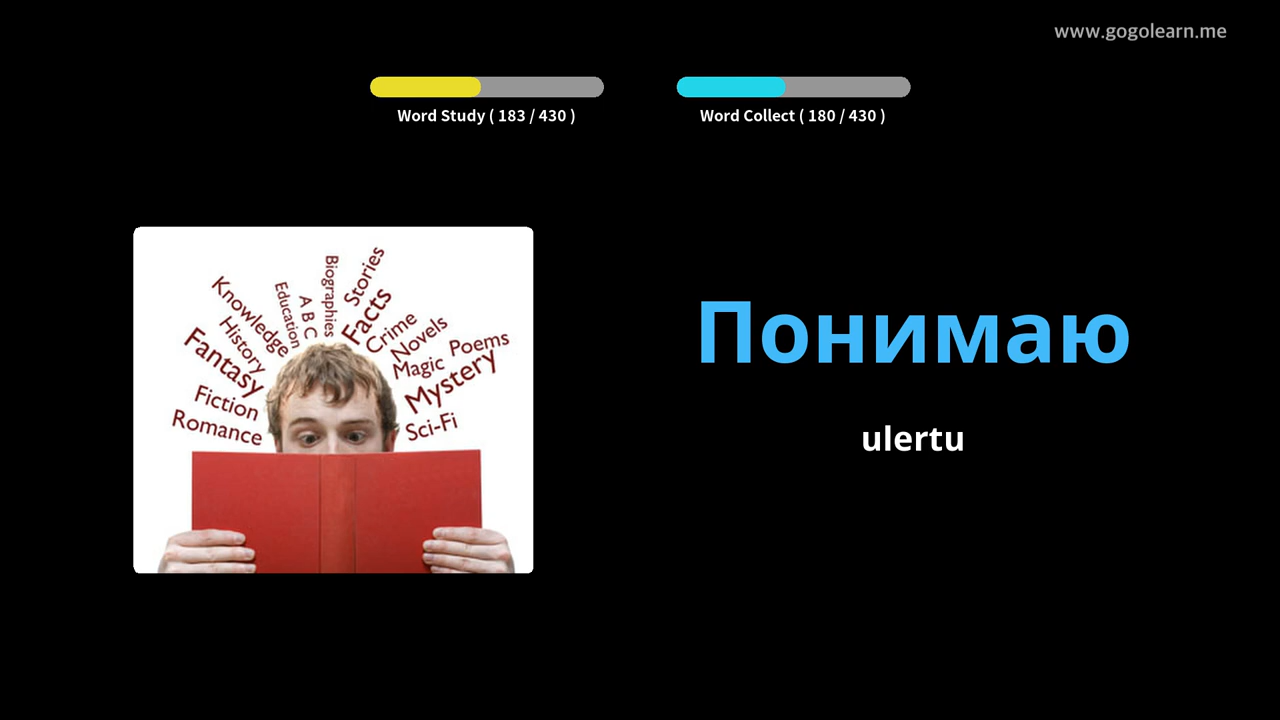 www.gogolearn.me
Word Study ( 183 / 430 )
Word Collect ( 180 / 430 )
Понимаю
ulertu
Biographies
Stories
Education
A B C
Facts
Knowledge
History
Crime
Novels
Fantasy
Magic
Poems
Mystery
Fiction
Romance
Sci-Fi